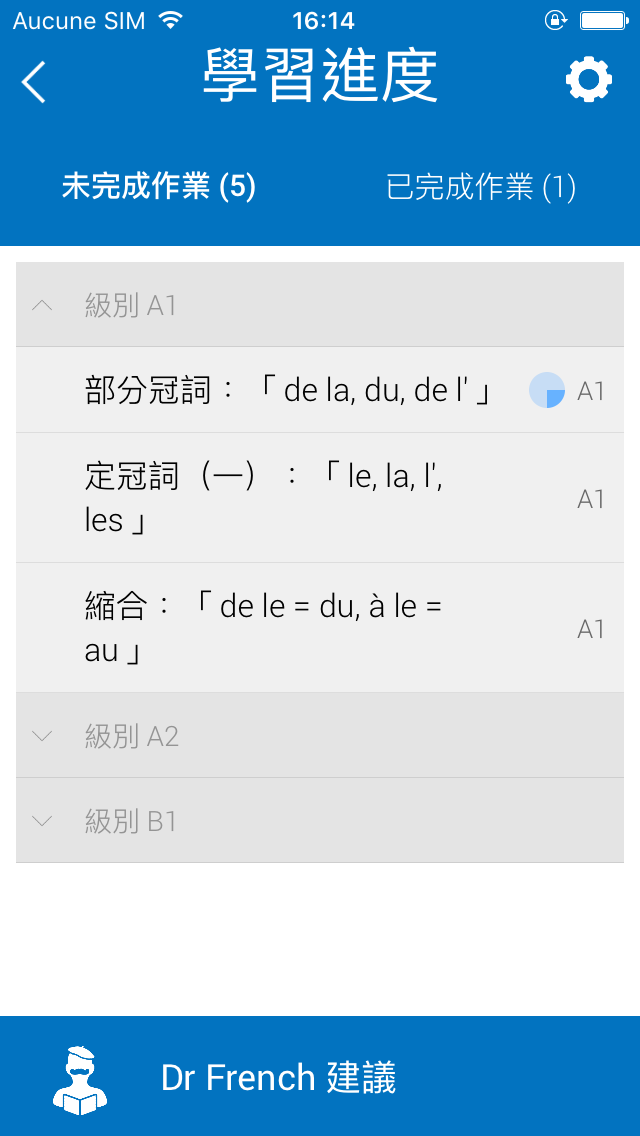 Aucune SIM 16:14
學習進度
未完成作業 (5) 已完成作業 (1)
級別 A1
部分冠詞：「 de la, du, de l' 」 A1
定冠詞（一）：「 le, la, l',
les 」 A1
縮合：「 de le = du, à le =
au 」 A1
級別 A2
級別 B1
Dr French 建議